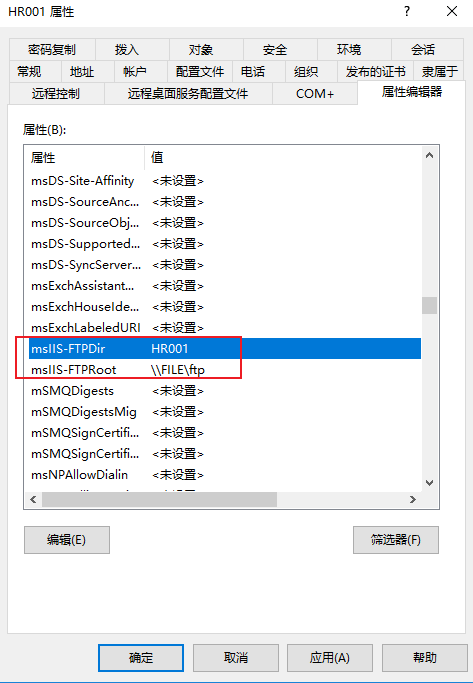 HR001 属性
密码复制 拨入 对象 安全 环境 会话
常规 地址 帐户 配置文件 电话 组织 发布的证书 隶属于
远程控制 远程桌面服务配置文件 COM+ 属性编辑器
属性(B):
属性 值
msDS-Site-Affinity <未设置>
msDS-SourceAnc... <未设置>
msDS-SourceObj... <未设置>
msDS-Supported... <未设置>
msDS-SyncServer... <未设置>
msExchAssistant... <未设置>
msExchHouseIde... <未设置>
msExchLabeledURI <未设置>
msIIS-FTPDir HR001
msIIS-FTPRoot \\FILE\ftp
mSMQDigests <未设置>
mSMQDigestsMig <未设置>
mSMQSignCertifi... <未设置>
mSMQSignCertifi... <未设置>
msNPAllowDialin <未设置>
编辑(E) 筛选器(F)
确定 取消 应用(A) 帮助